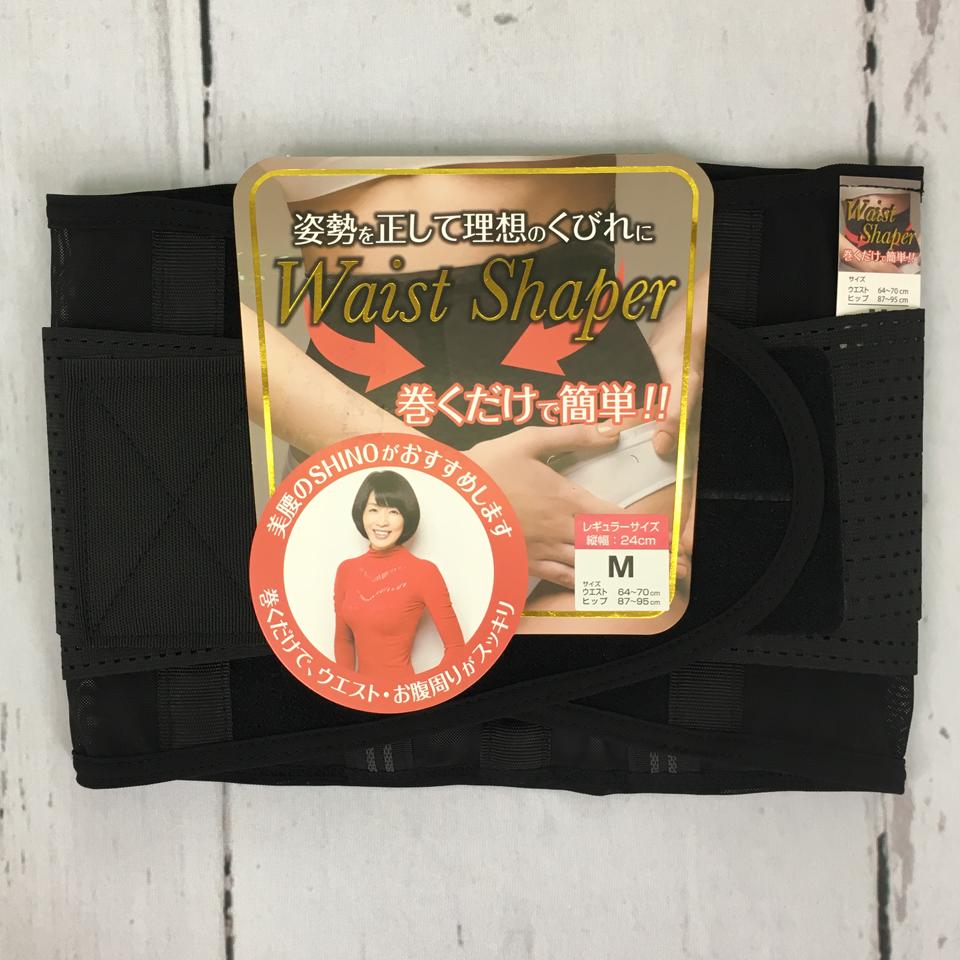 姿勢を正して理想のくびれに
Waist Shaper
巻くだけで簡単!!
美腰のSHINOがおすすめします
巻くだけで、ウエスト・お腹周りがスッキリ
レギュラーサイズ
縦幅：24cm
M
サイズ
ウエスト 64~70cm
ヒップ 87~95cm
Waist
Shaper
巻くだけで簡単!!
サイズ
ウエスト 64~70cm
ヒップ 87~95cm